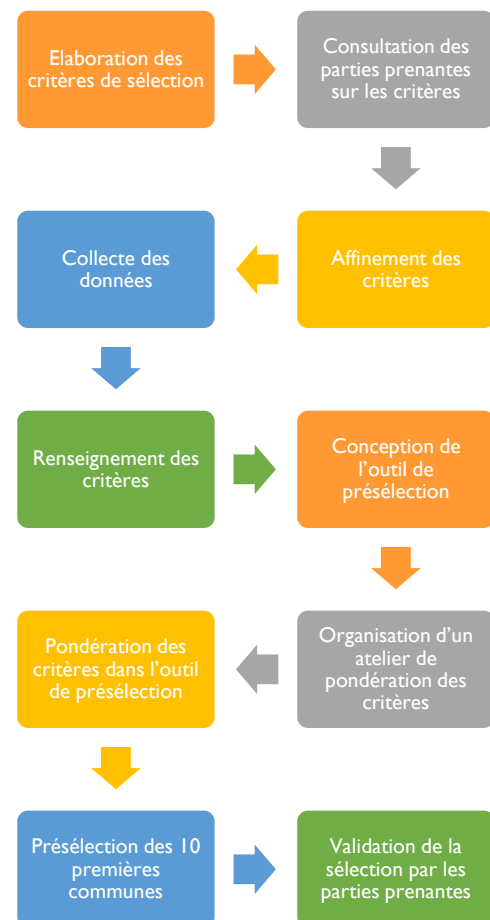 Elaboration des
critères de sélection
Consultation des
parties prenantes
sur les critères
Affinement des
critères
Collecte des
données
Renseignement des
critères
Conception de
l'outil de
présélection
Organisation d'un
atelier de
pondération des
critères
Pondération des
critères dans l'outil
de présélection
Présélection des 10
premières
communes
Validation de la
sélection par les
parties prenantes